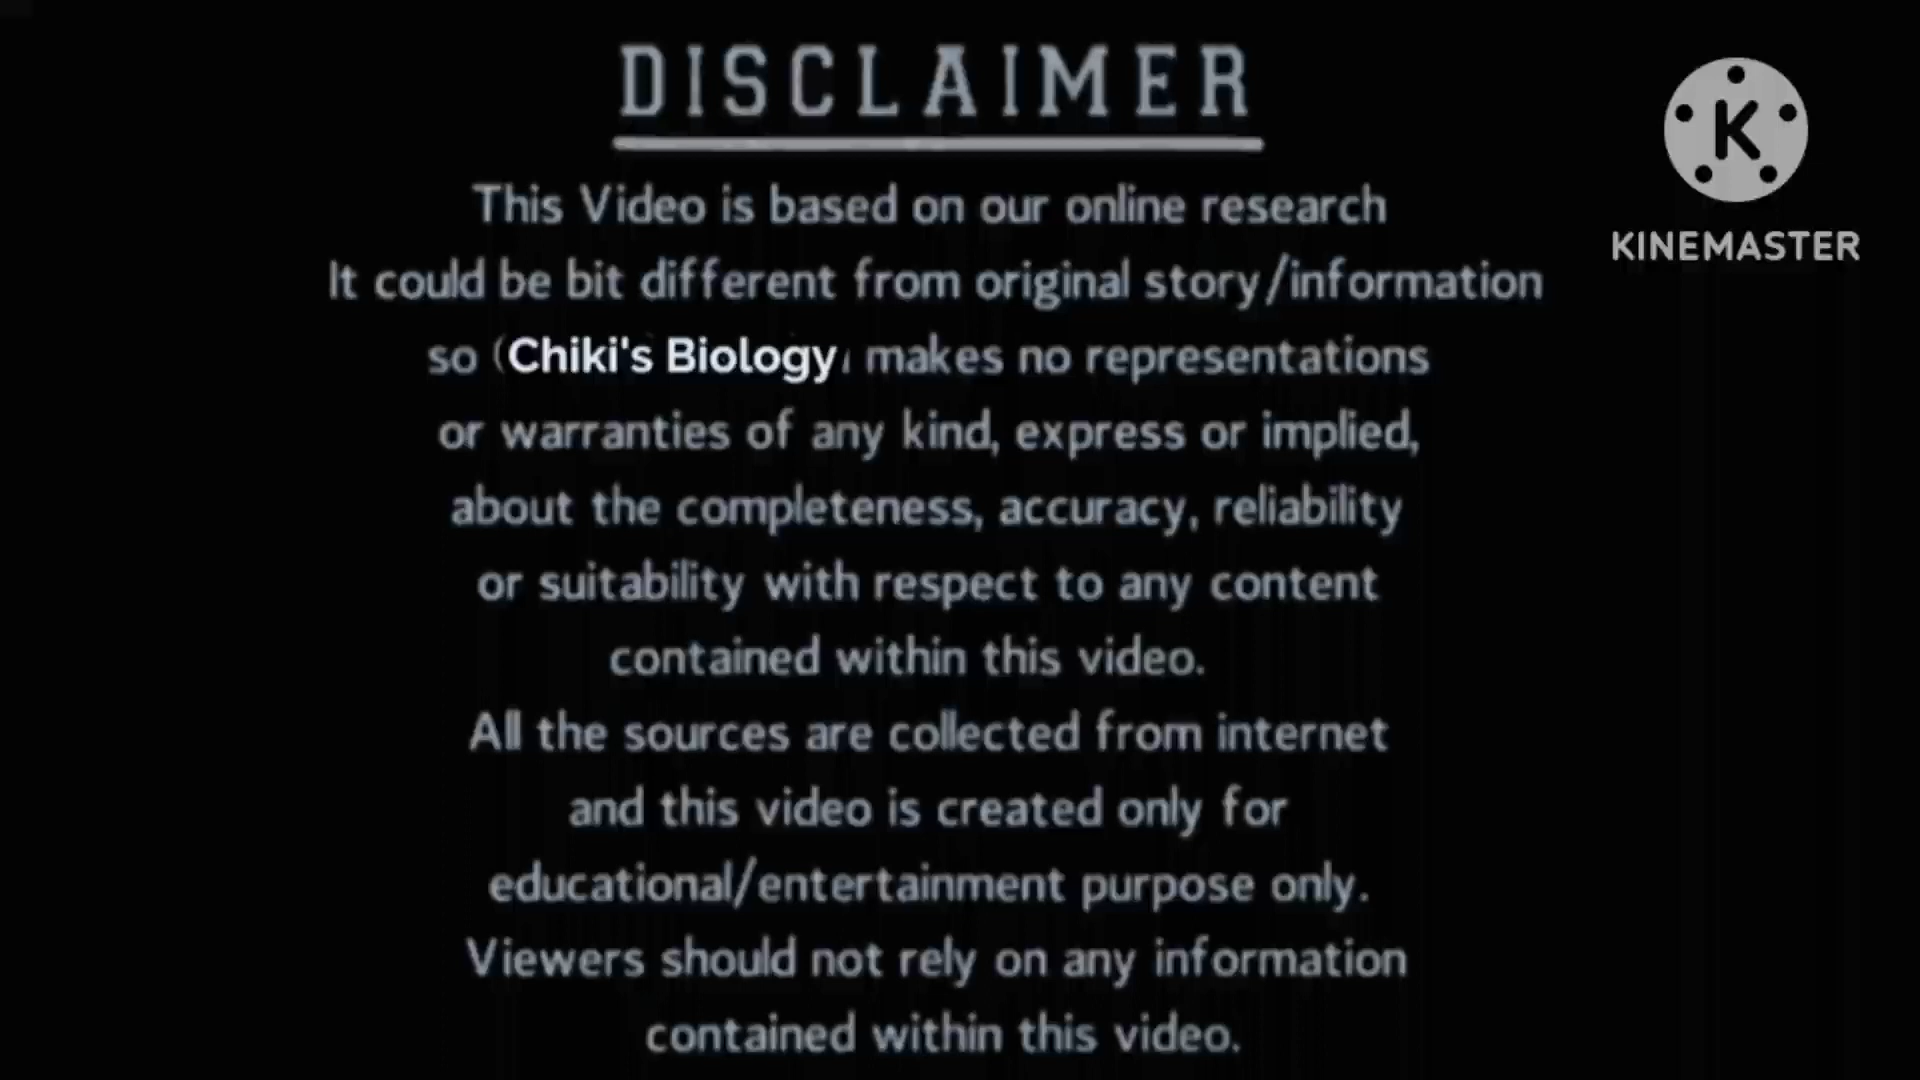 DISCLAIMER
This Video is based on our online research
It could be bit different from original story/information
so (Chiki's Biology) makes no representations
or warranties of any kind, express or implied,
about the completeness, accuracy, reliability
or suitability with respect to any content
contained within this video.
All the sources are collected from internet
and this video is created only for
educational/entertainment purpose only.
Viewers should not rely on any information
contained within this video.
K
KINEMASTER